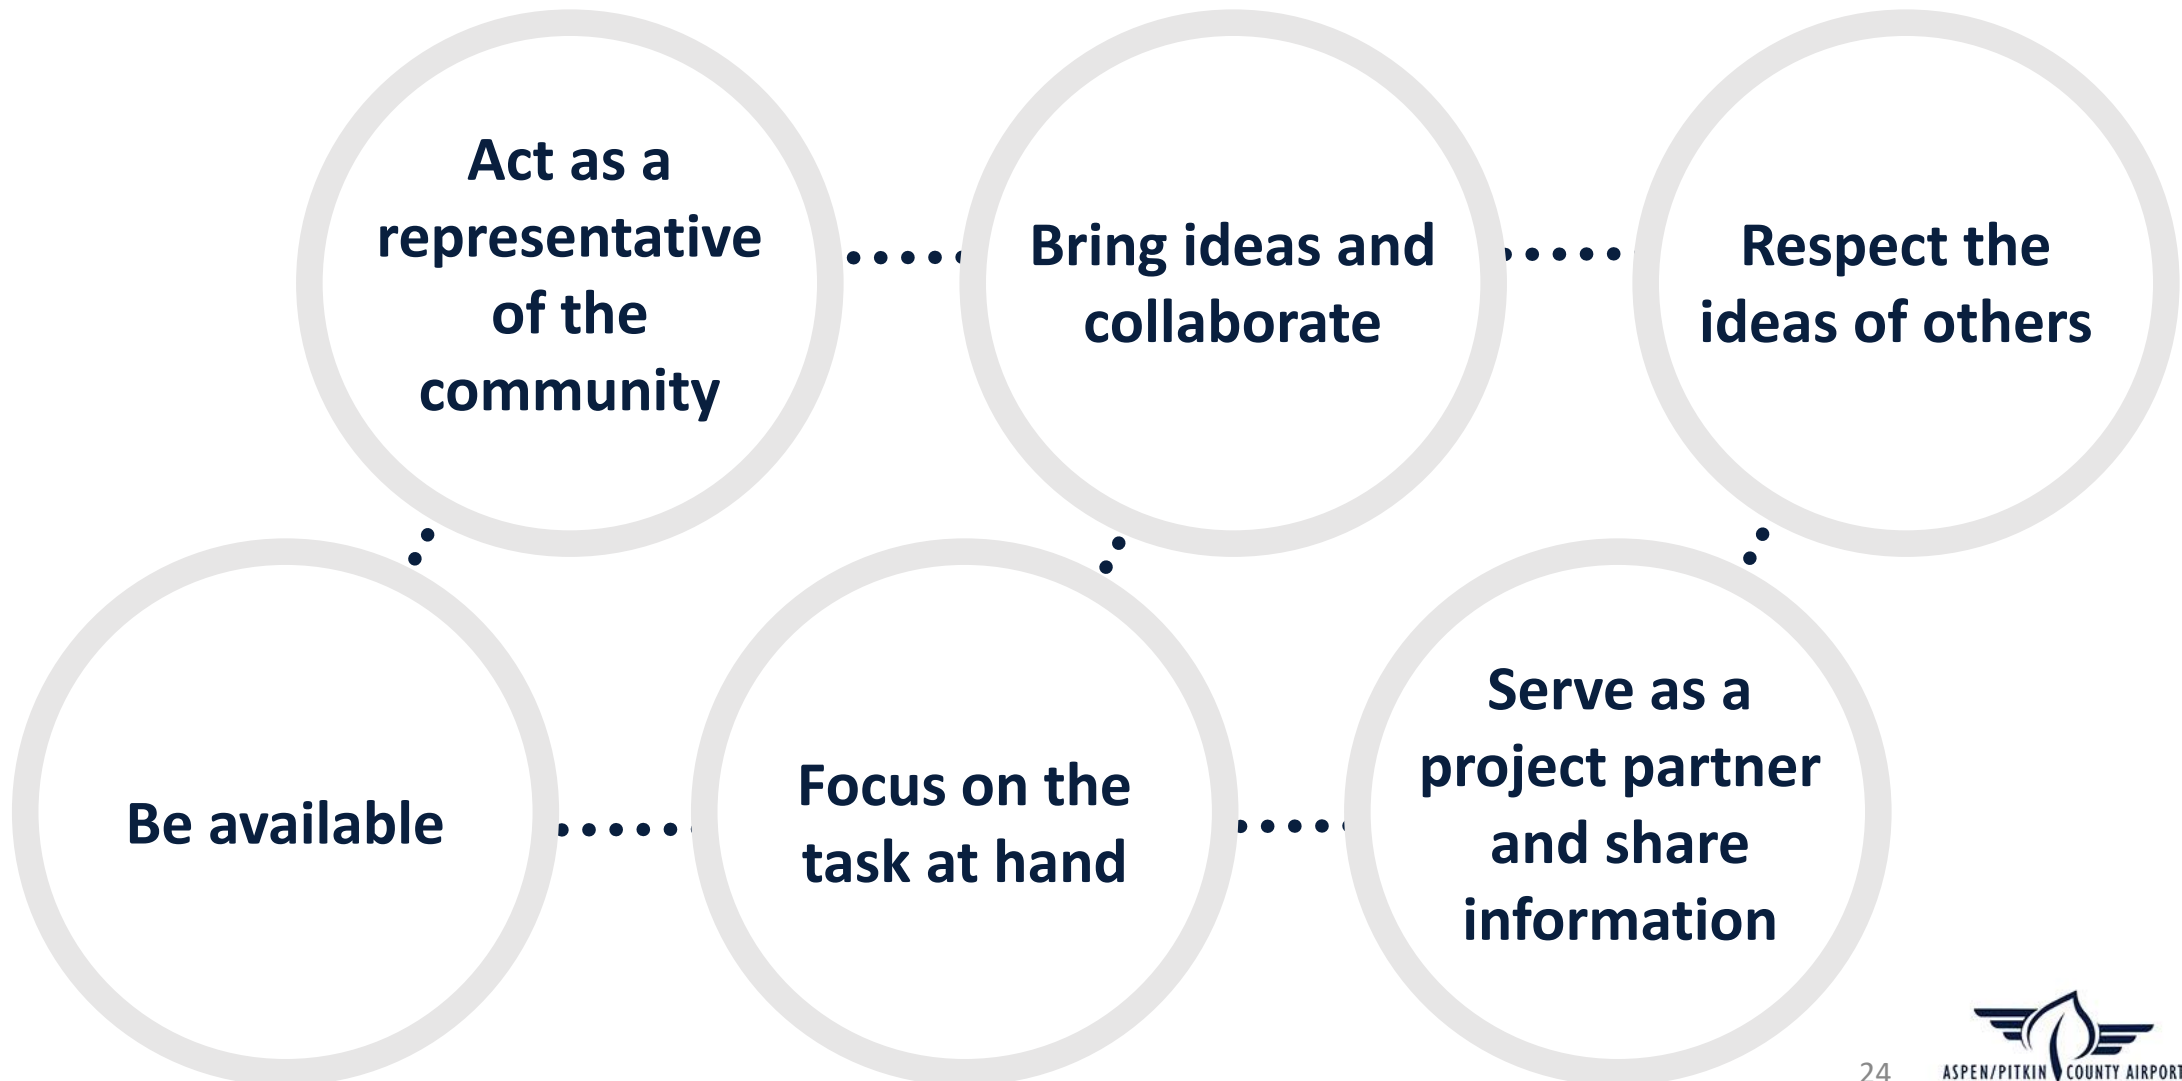 Act as a
representative
of the
community
Bring ideas and
collaborate
Respect the
ideas of others
Be available
Focus on the
task at hand
Serve as a
project partner
and share
information
24
ASPEN/PITKIN COUNTY AIRPORT